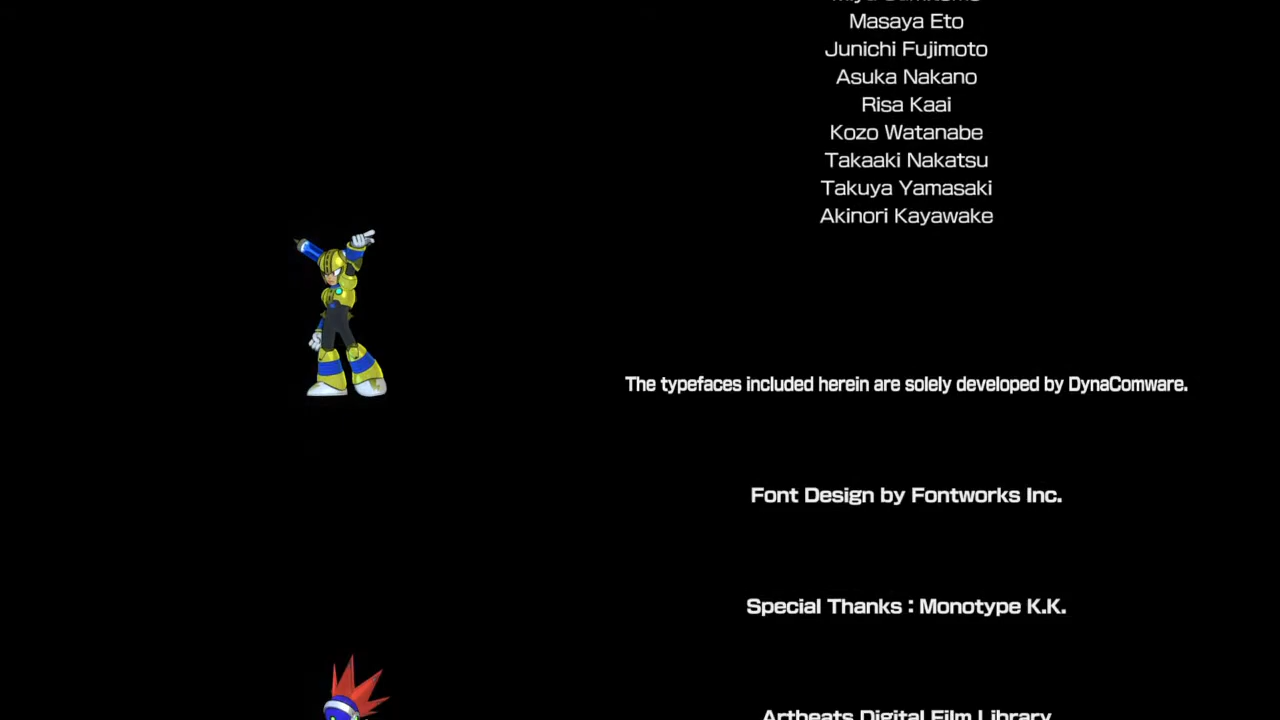 Masaya Eto
Junichi Fujimoto
Asuka Nakano
Risa Kaai
Kozo Watanabe
Takaaki Nakatsu
Takuya Yamasaki
Akinori Kayawake
The typefaces included herein are solely developed by DynaComware.
Font Design by Fontworks Inc.
Special Thanks : Monotype K.K.
Artbeats Digital Film Library